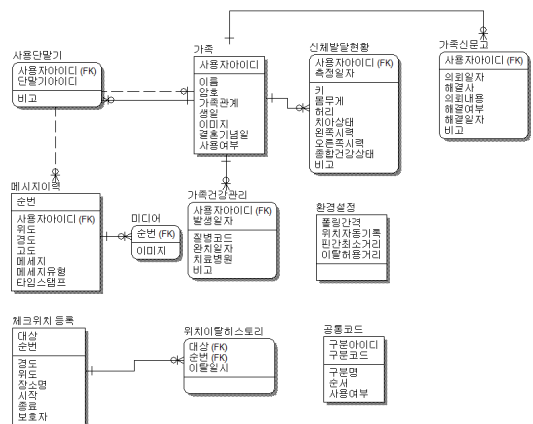 사용단말기
사용자아이디 (FK)
단말기아이디
비고
가족
사용자아이디
이름
암호
가족관계
생일
이미지
결혼기념일
사용여부
신체발달현황
사용자아이디 (FK)
측정일자
키
몸무게
허리
치아상태
왼쪽시력
오른쪽시력
종합건강상태
비고
가족신문고
사용자아이디 (FK)
의뢰일자
해결사
의뢰내용
해결여부
해결일자
비고
메시지이력
순번
사용자아이디 (FK)
위도
경도
고도
메세지
메세지유형
타임스탬프
미디어
순번 (FK)
이미지
가족건강관리
사용자아이디 (FK)
발생일자
질병코드
완치일자
치료병원
비고
환경설정
폴링간격
위치자동기록
핀간최소거리
이탈허용거리
체크위치 등록
대상
순번
경도
위도
장소명
시작
종료
보호자
위치이탈히스토리
대상 (FK)
순번 (FK)
이탈일시
공통코드
구분아이디
구분코드
구분명
순서
사용여부